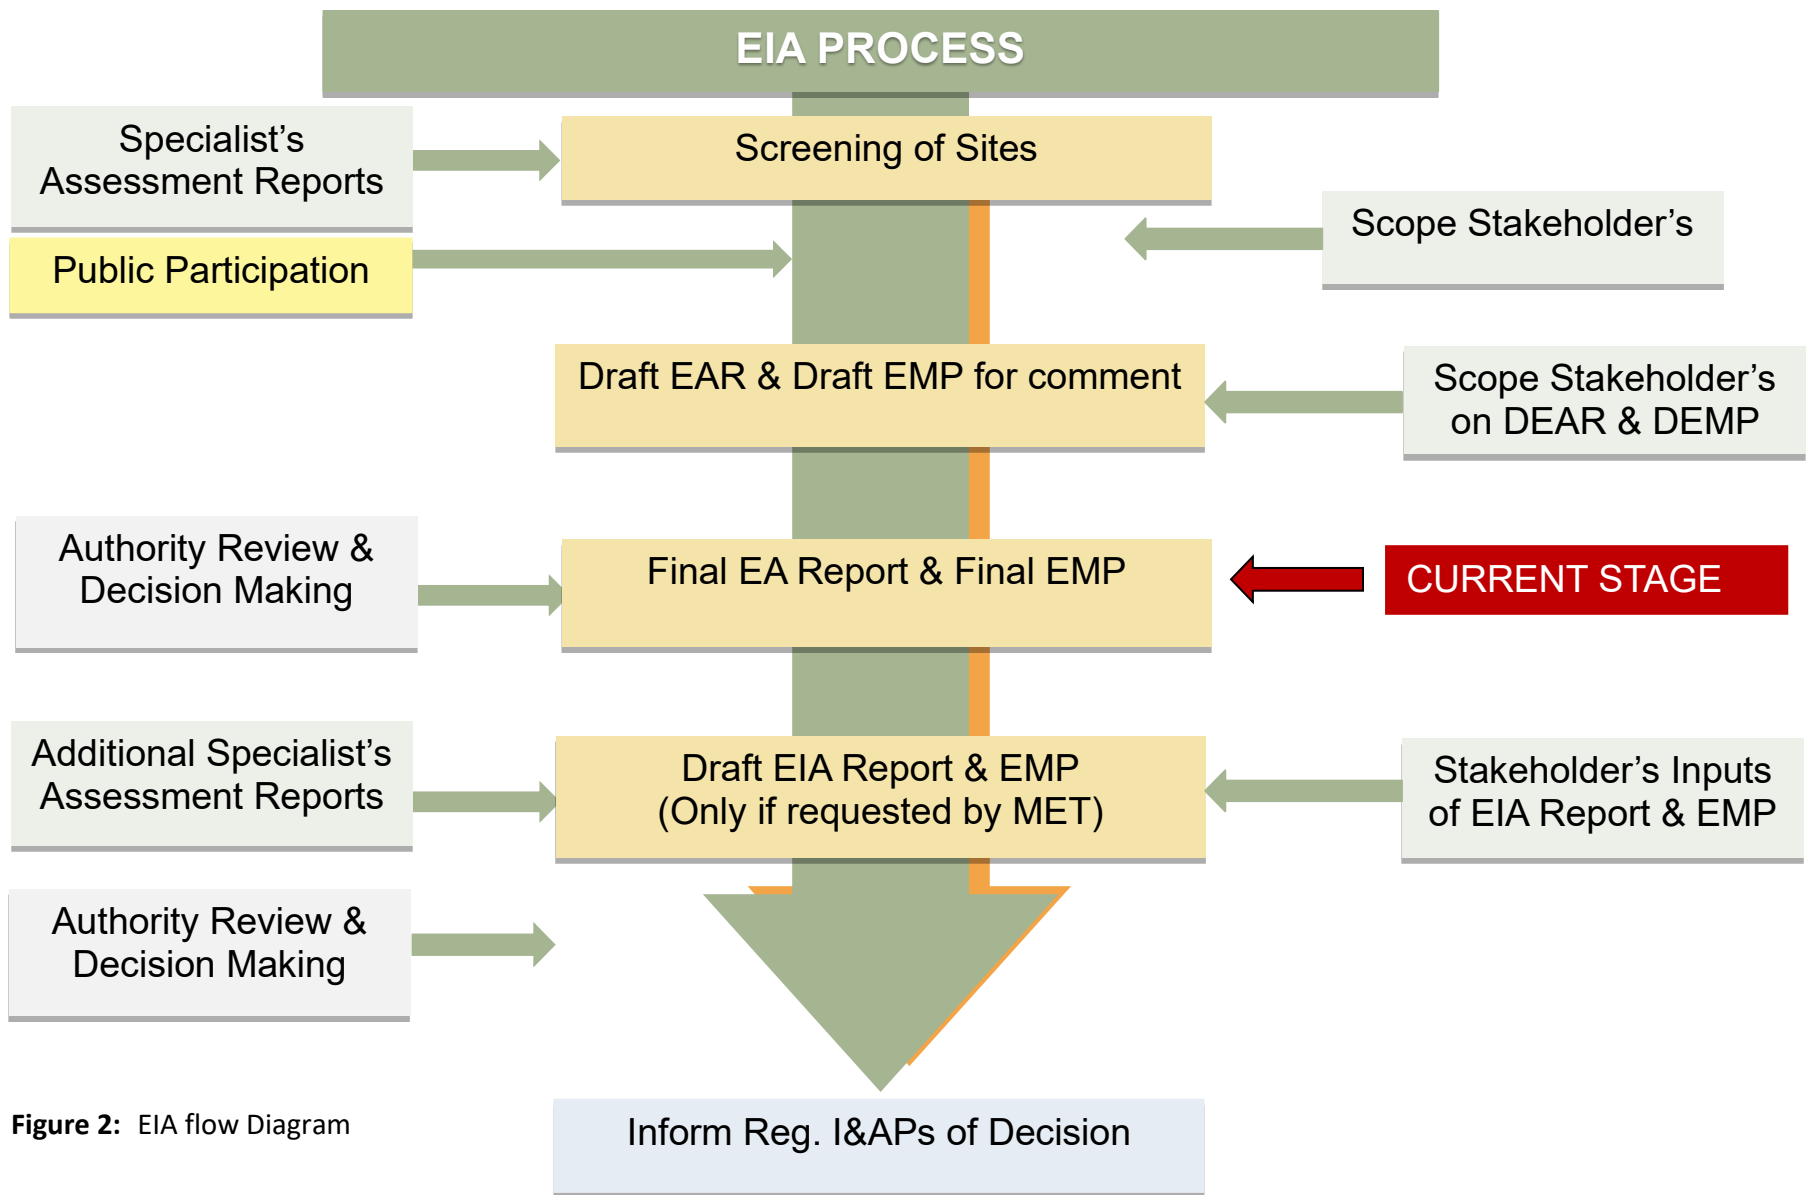 EIA PROCESS
Specialist’s
Assessment Reports
Screening of Sites
Scope Stakeholder’s
Public Participation
Draft EAR & Draft EMP for comment
Scope Stakeholder’s
on DEAR & DEMP
Authority Review &
Decision Making
Final EA Report & Final EMP
CURRENT STAGE
Additional Specialist’s
Assessment Reports
Draft EIA Report & EMP
(Only if requested by MET)
Stakeholder’s Inputs
of EIA Report & EMP
Authority Review &
Decision Making
Figure 2: EIA flow Diagram
Inform Reg. I&APs of Decision